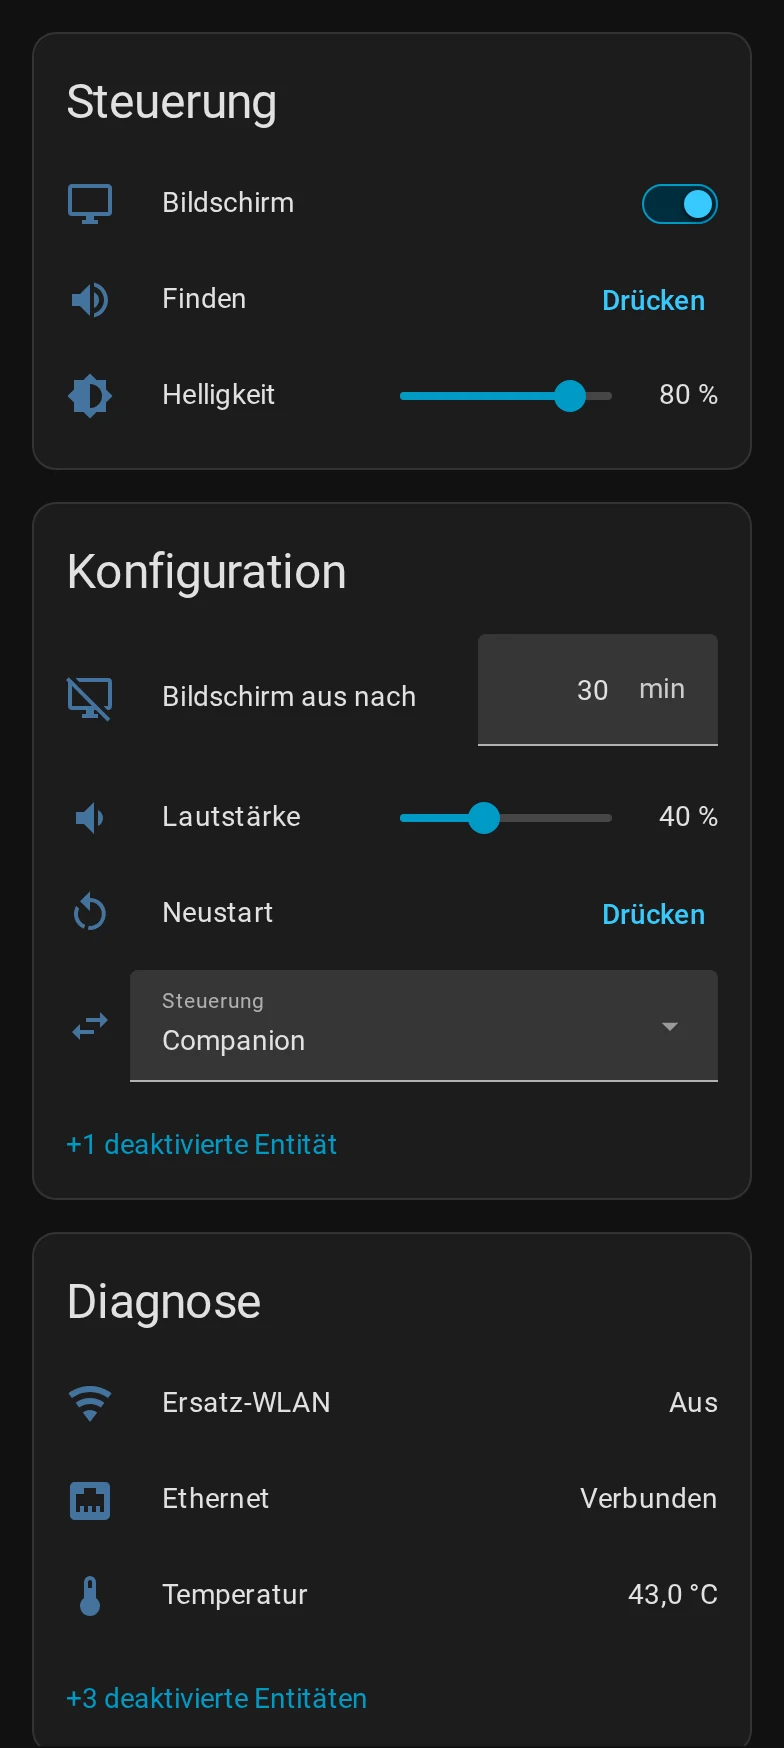 Steuerung
Bildschirm
Finden Drücken
Helligkeit 80 %
Konfiguration
Bildschirm aus nach 30 min
Lautstärke 40 %
Neustart Drücken
Steuerung
Companion
+1 deaktivierte Entität
Diagnose
Ersatz-WLAN Aus
Ethernet Verbunden
Temperatur 43,0 °C
+3 deaktivierte Entitäten